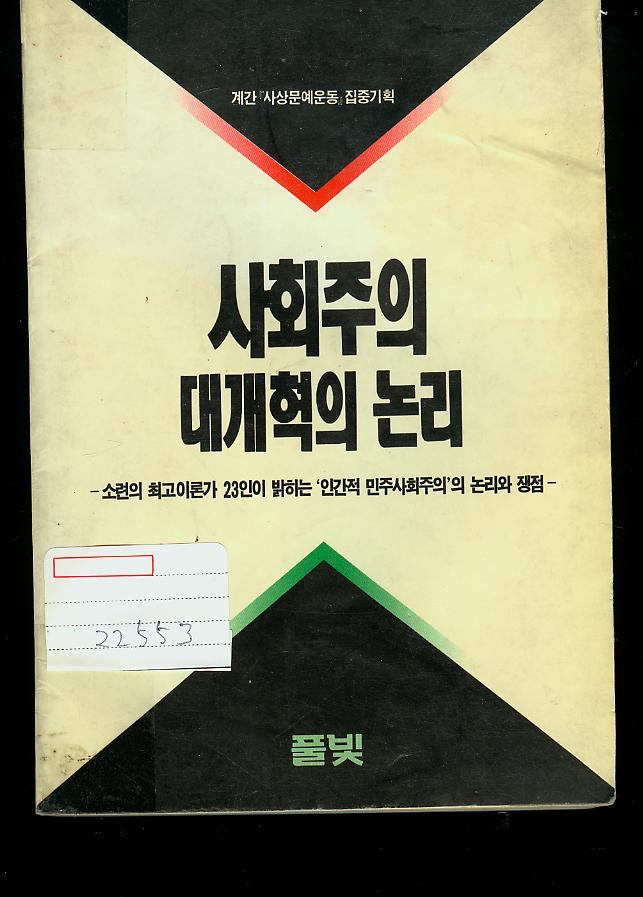 계간 『사상문예운동』 집중기획
사회주의
대개혁의 논리
– 소련의 최고이론가 23인이 밝히는 '인간적 민주사회주의'의 논리와 쟁점 –
22553
풀빛